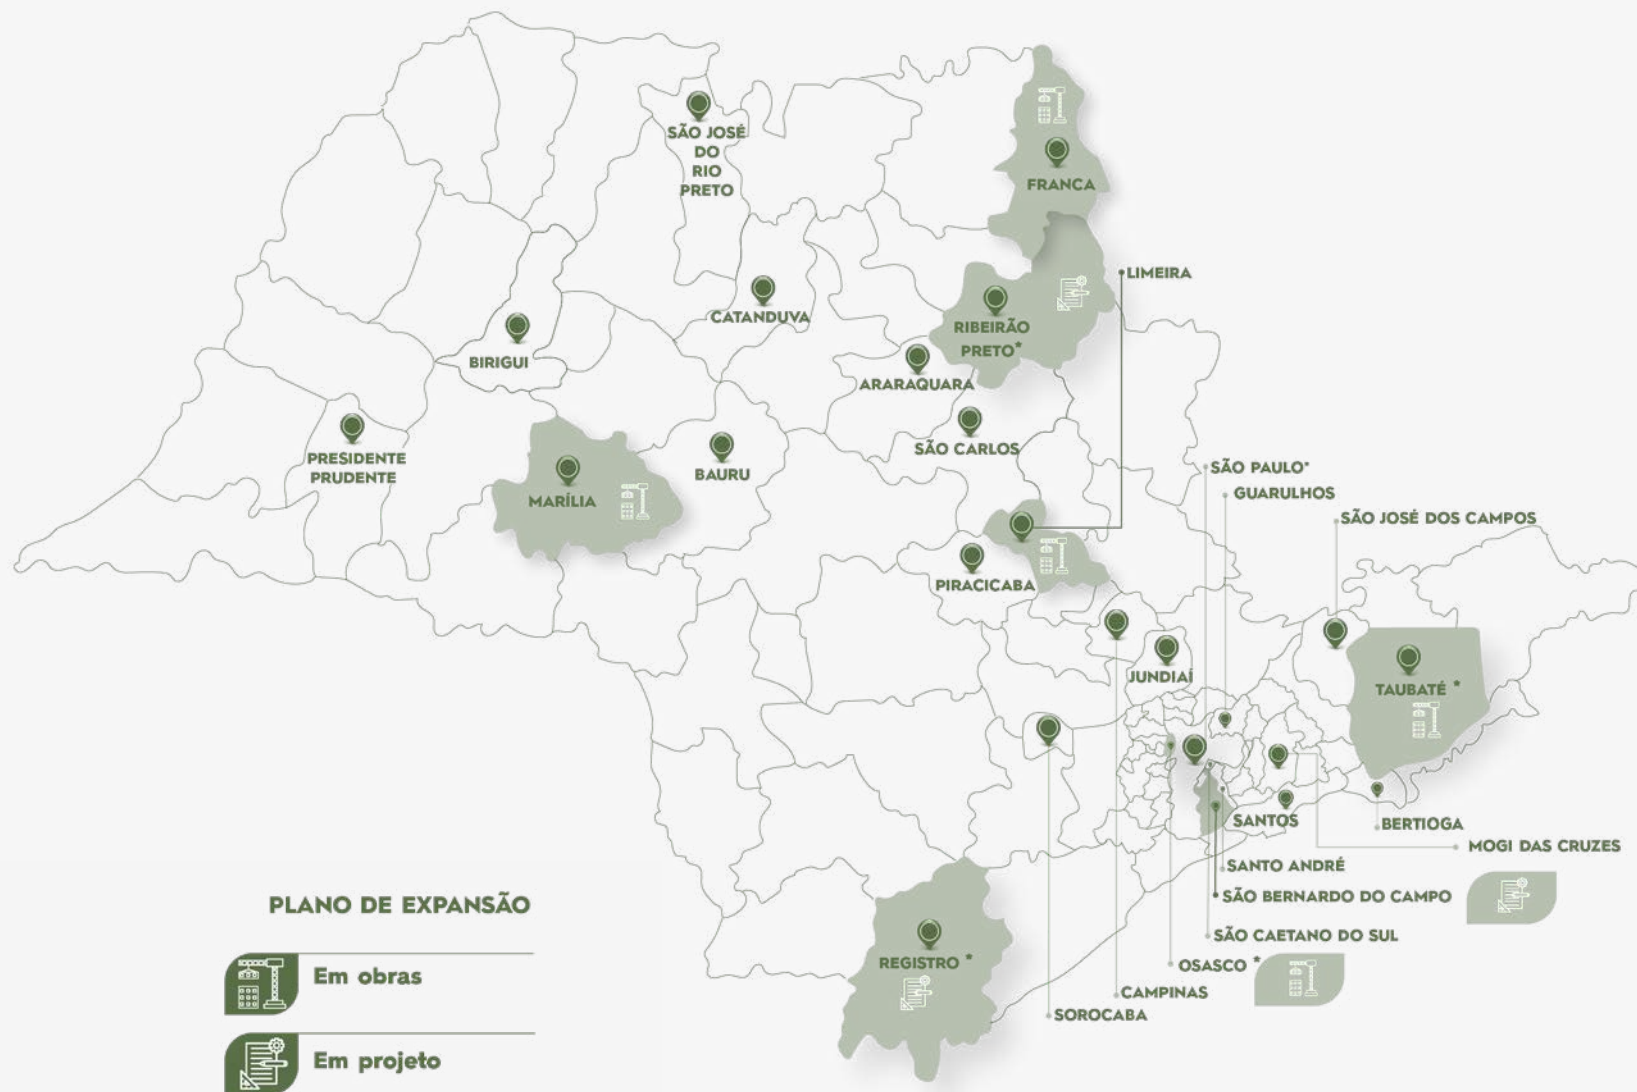 SÃO JOSÉ
DO
RIO
PRETO
FRANCA
LIMEIRA
CATANDUVA
RIBEIRÃO
PRETO*
BIRIGUI
ARARAQUARA
SÃO CARLOS
PRESIDENTE
PRUDENTE
BAURU
MARÍLIA
SÃO PAULO*
GUARULHOS
SÃO JOSÉ DOS CAMPOS
PIRACICABA
JUNDIAÍ
TAUBATÉ *
SANTOS
BERTIOGA
MOGI DAS CRUZES
SANTO ANDRÉ
SÃO BERNARDO DO CAMPO
SÃO CAETANO DO SUL
OSASCO *
CAMPINAS
SOROCABA
REGISTRO *
PLANO DE EXPANSÃO
Em obras
Em projeto